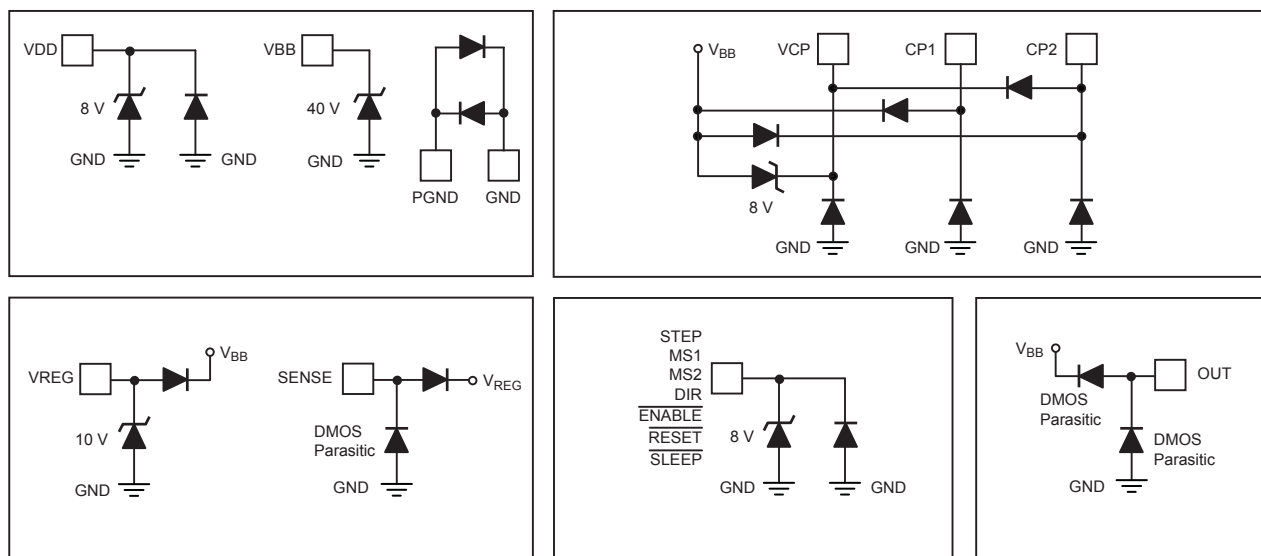 VDD
8 V
GND
GND
VBB
40 V
GND
PGND
GND
VBB
VCP
CP1
CP2
8 V
GND
GND
GND
VREG
VBB
10 V
GND
SENSE
VREG
DMOS
Parasitic
GND
STEP
MS1
MS2
DIR
ENABLE
RESET
SLEEP
8 V
GND
GND
VBB
OUT
DMOS
Parasitic
DMOS
Parasitic
GND